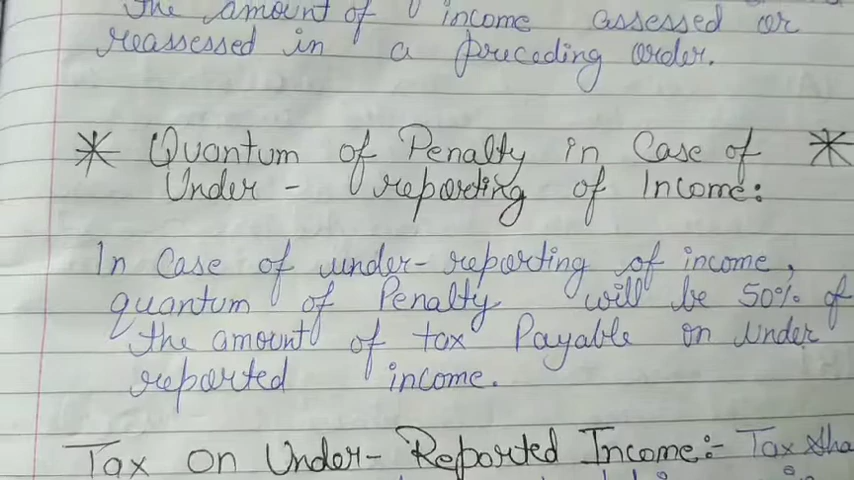 the amount of income assessed or
reassessed in a preceding order.
* Quantum of Penalty in Case of *
Under - reporting of Income:
In Case of under-reporting of income,
quantum of Penalty will be 50% of
the amount of tax Payable on under
reported income.
Tax on Under-Reported Income:- Tax sha